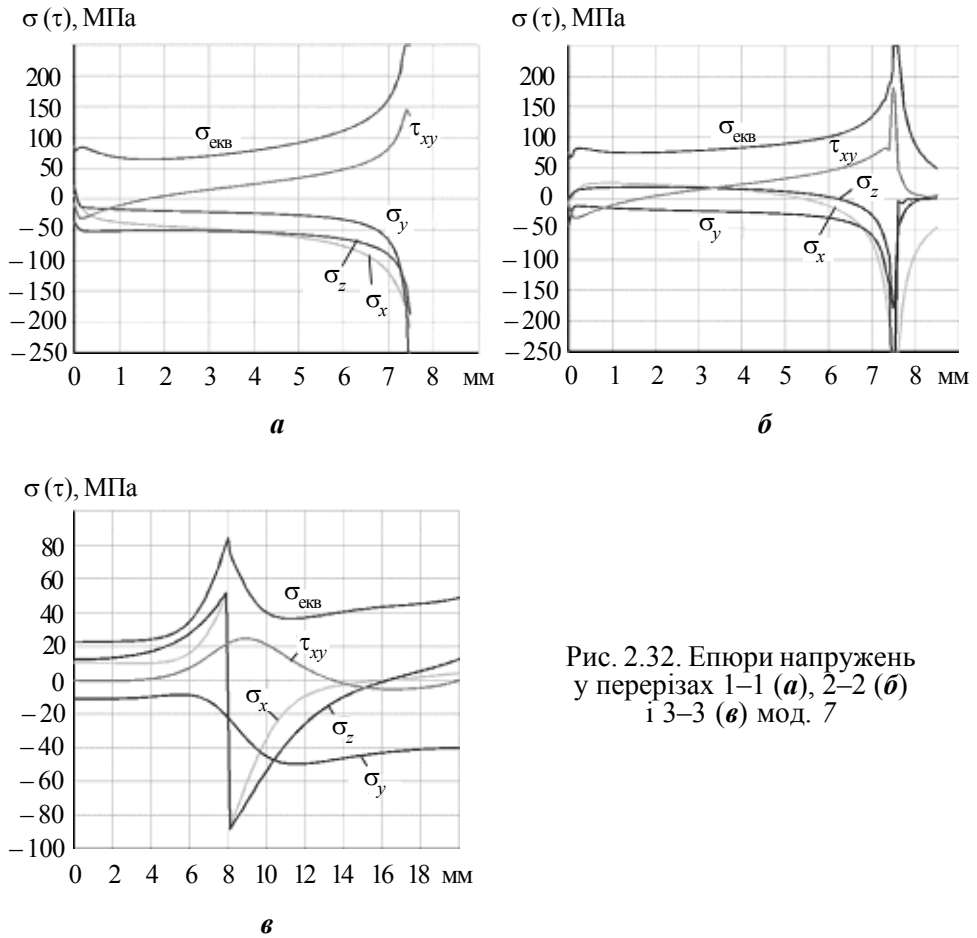 σ (τ), МПа
200
150
100
50
0
– 50
– 100
– 150
– 200
– 250
σекв
τxy
σy
σz
σx
0 1 2 3 4 5 6 7 8 мм
а
σ (τ), МПа
200
150
100
50
0
– 50
– 100
– 150
– 200
– 250
σекв
τxy
σz
σy
σx
0 1 2 3 4 5 6 7 8 мм
б
σ (τ), МПа
80
60
40
20
0
– 20
– 40
– 60
– 80
– 100
σекв
τxy
σx
σz
σy
0 2 4 6 8 10 12 14 16 18 мм
в
Рис. 2.32. Епюри напружень
у перерізах 1–1 (а), 2–2 (б)
і 3–3 (в) мод. 7